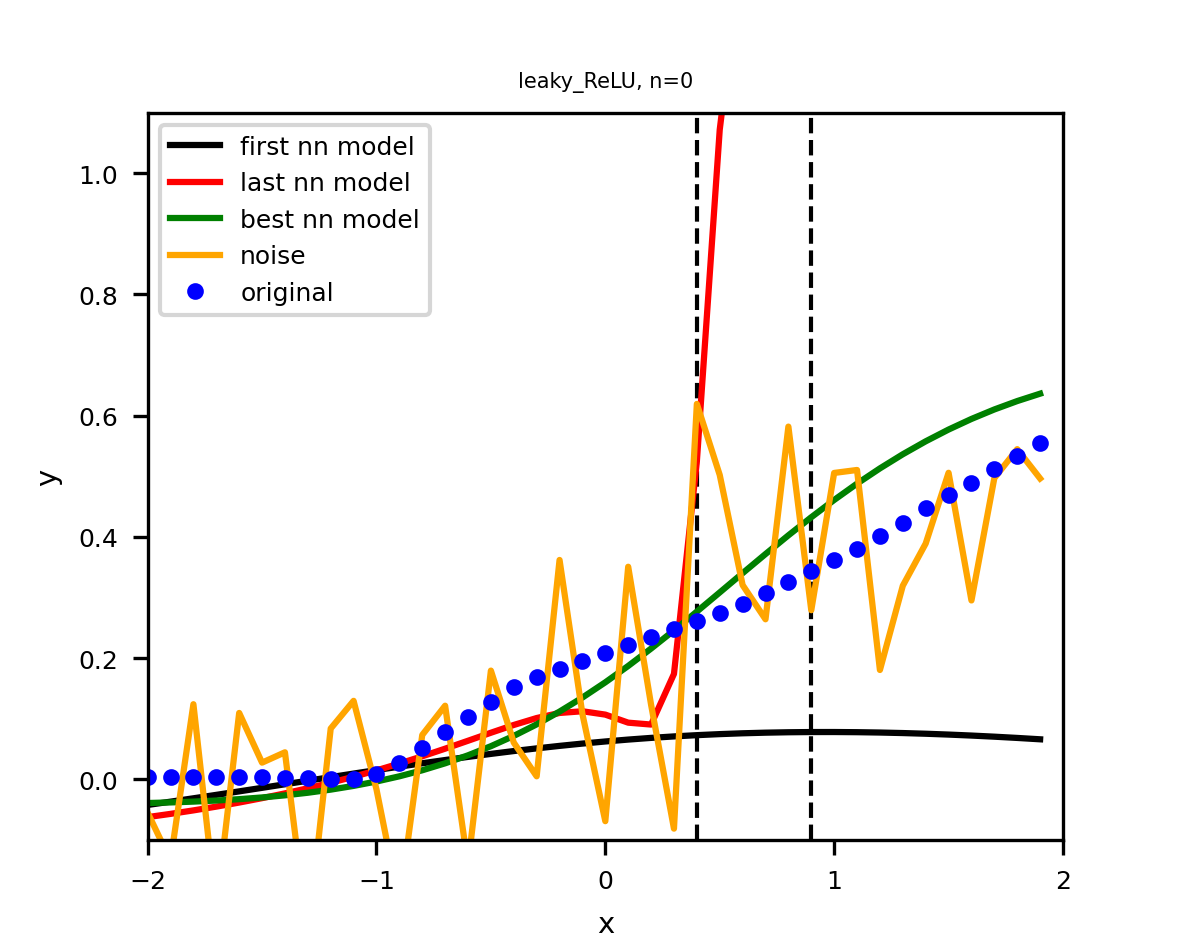 leaky_ReLU, n=0
first nn model
last nn model
best nn model
noise
original
1.0
0.8
0.6
0.4
0.2
0.0
y
−2 −1 0 1 2
x